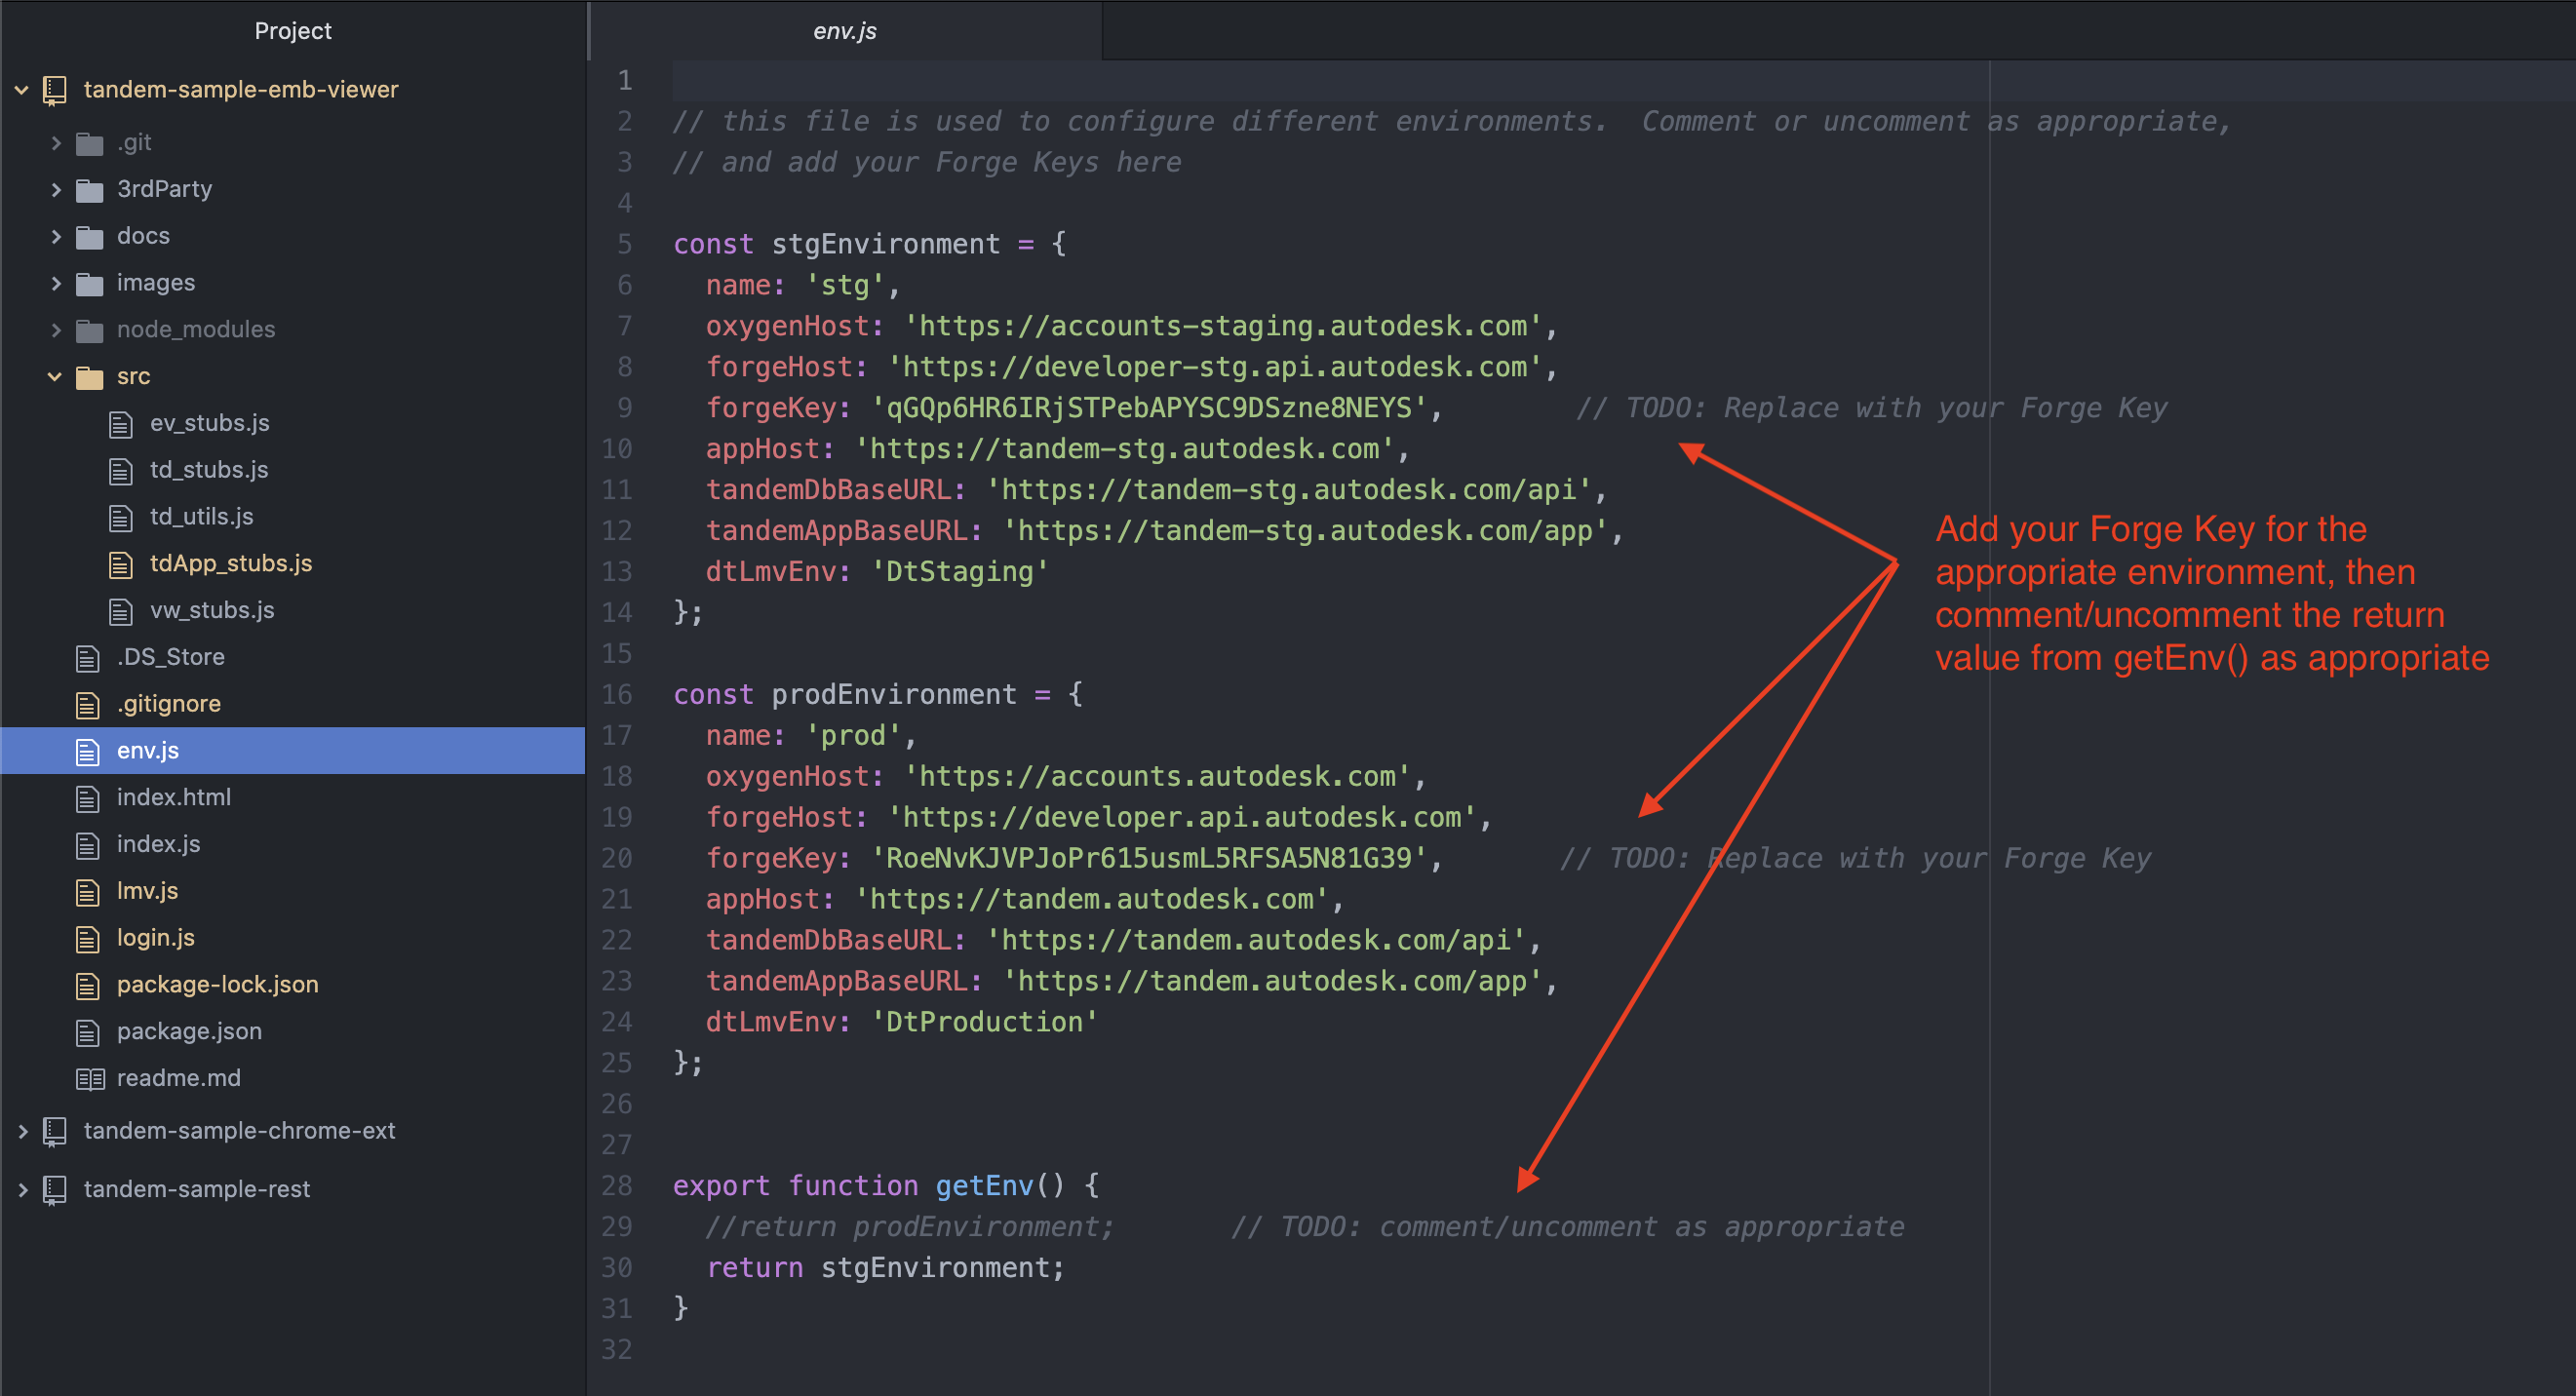 Project
tandem-sample-emb-viewer
.git
3rdParty
docs
images
node_modules
src
ev_stubs.js
td_stubs.js
td_utils.js
tdApp_stubs.js
vw_stubs.js
.DS_Store
.gitignore
env.js
index.html
index.js
lmv.js
login.js
package-lock.json
package.json
readme.md
tandem-sample-chrome-ext
tandem-sample-rest
env.js
1
2 // this file is used to configure different environments.  Comment or uncomment as appropriate,
3 // and add your Forge Keys here
4
5 const stgEnvironment = {
6   name: 'stg',
7   oxygenHost: 'https://accounts-staging.autodesk.com',
8   forgeHost: 'https://developer-stg.api.autodesk.com',
9   forgeKey: 'qGQp6HR6IRjSTPebAPYSC9DSzne8NEYS',        // TODO: Replace with your Forge Key
10   appHost: 'https://tandem-stg.autodesk.com',
11   tandemDbBaseURL: 'https://tandem-stg.autodesk.com/api',
12   tandemAppBaseURL: 'https://tandem-stg.autodesk.com/app',
13   dtLmvEnv: 'DtStaging'
14 };
15
16 const prodEnvironment = {
17   name: 'prod',
18   oxygenHost: 'https://accounts.autodesk.com',
19   forgeHost: 'https://developer.api.autodesk.com',
20   forgeKey: 'RoeNvKJVPJoPr615usmL5RFSA5N81G39',       // TODO: Replace with your Forge Key
21   appHost: 'https://tandem.autodesk.com',
22   tandemDbBaseURL: 'https://tandem.autodesk.com/api',
23   tandemAppBaseURL: 'https://tandem.autodesk.com/app',
24   dtLmvEnv: 'DtProduction'
25 };
26
27
28 export function getEnv() {
29   //return prodEnvironment;       // TODO: comment/uncomment as appropriate
30   return stgEnvironment;
31 }
32
Add your Forge Key for the
appropriate environment, then
comment/uncomment the return
value from getEnv() as appropriate